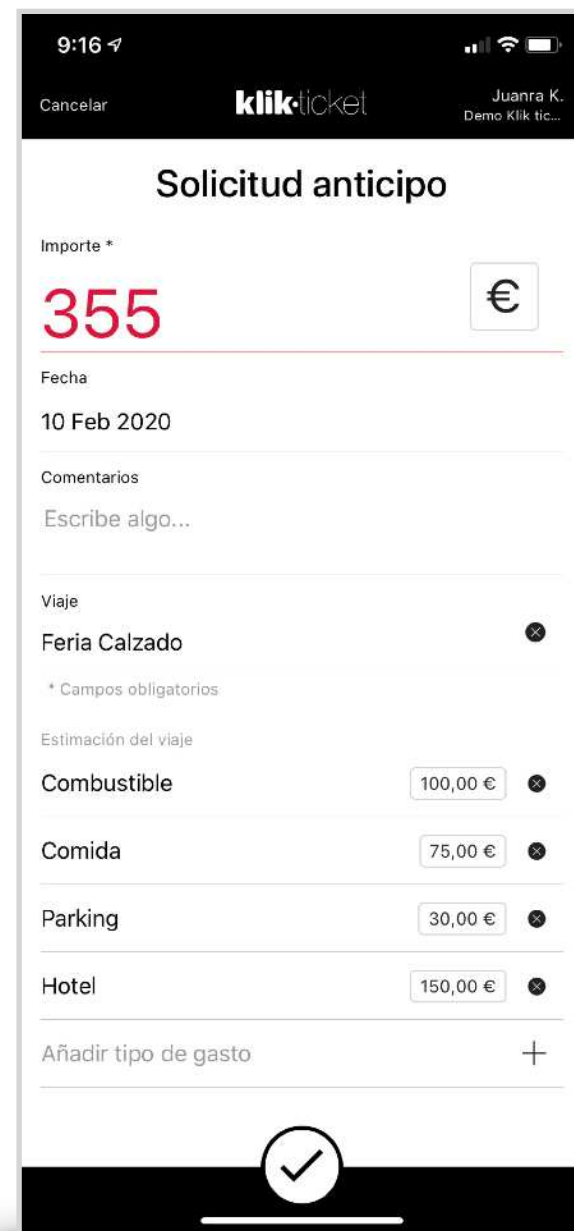 9:16
Cancelar
klik·ticket
Juanra K.
Demo Klik tic...
Solicitud anticipo
Importe *
355
€
Fecha
10 Feb 2020
Comentarios
Escribe algo...
Viaje
Feria Calzado
* Campos obligatorios
Estimación del viaje
Combustible 100,00 €
Comida 75,00 €
Parking 30,00 €
Hotel 150,00 €
Añadir tipo de gasto